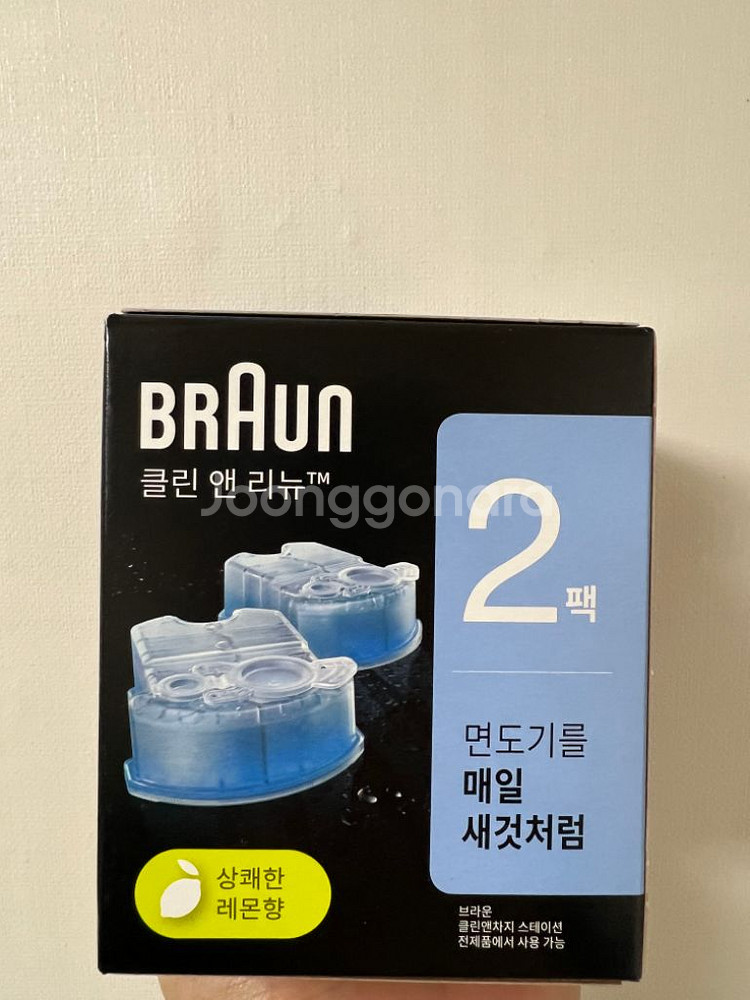 BRAUN
클린 앤 리뉴™
Joonggonara
2팩
면도기를
매일
새것처럼
상쾌한
레몬향
브라운
클린앤차지 스테이션
전제품에서 사용 가능